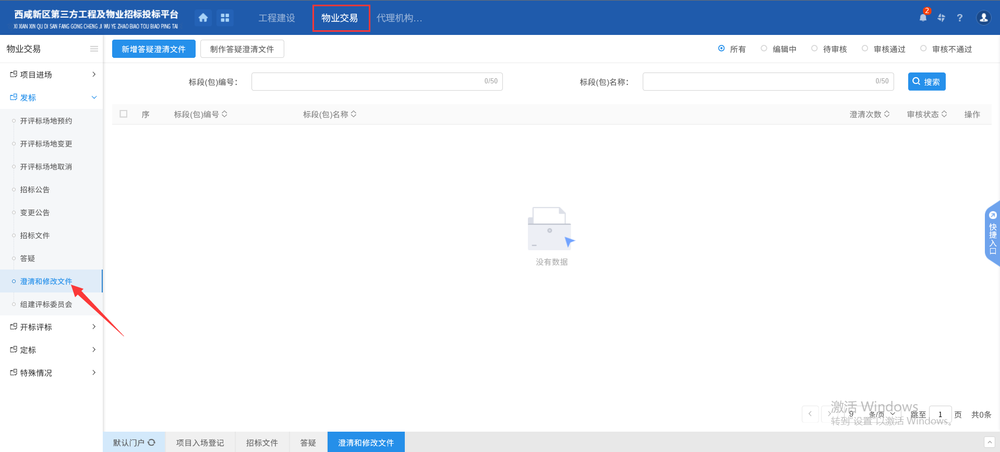 西咸新区第三方工程及物业招标投标平台
XI XIAN XIN QU DI SAN FANG GONG CHENG JI WU YE ZHAO BIAO TOU BIAO PING TAI
工程建设
物业交易
代理机构...
2
?
物业交易
新增答疑澄清文件
制作答疑澄清文件
所有
编辑中
待审核
审核通过
审核不通过
项目进场
发标
开评标场地预约
开评标场地变更
开评标场地取消
招标公告
变更公告
招标文件
答疑
澄清和修改文件
组建评标委员会
开标评标
定标
特殊情况
标段(包)编号：
0/50
标段(包)名称：
0/50
搜索
序
标段(包)编号
标段(包)名称
澄清次数
审核状态
操作
没有数据
快捷入口
激活 Windows
转到“设置”以激活 Windows。
9
条/页
跳至
1
页
共0条
默认门户
项目入场登记
招标文件
答疑
澄清和修改文件